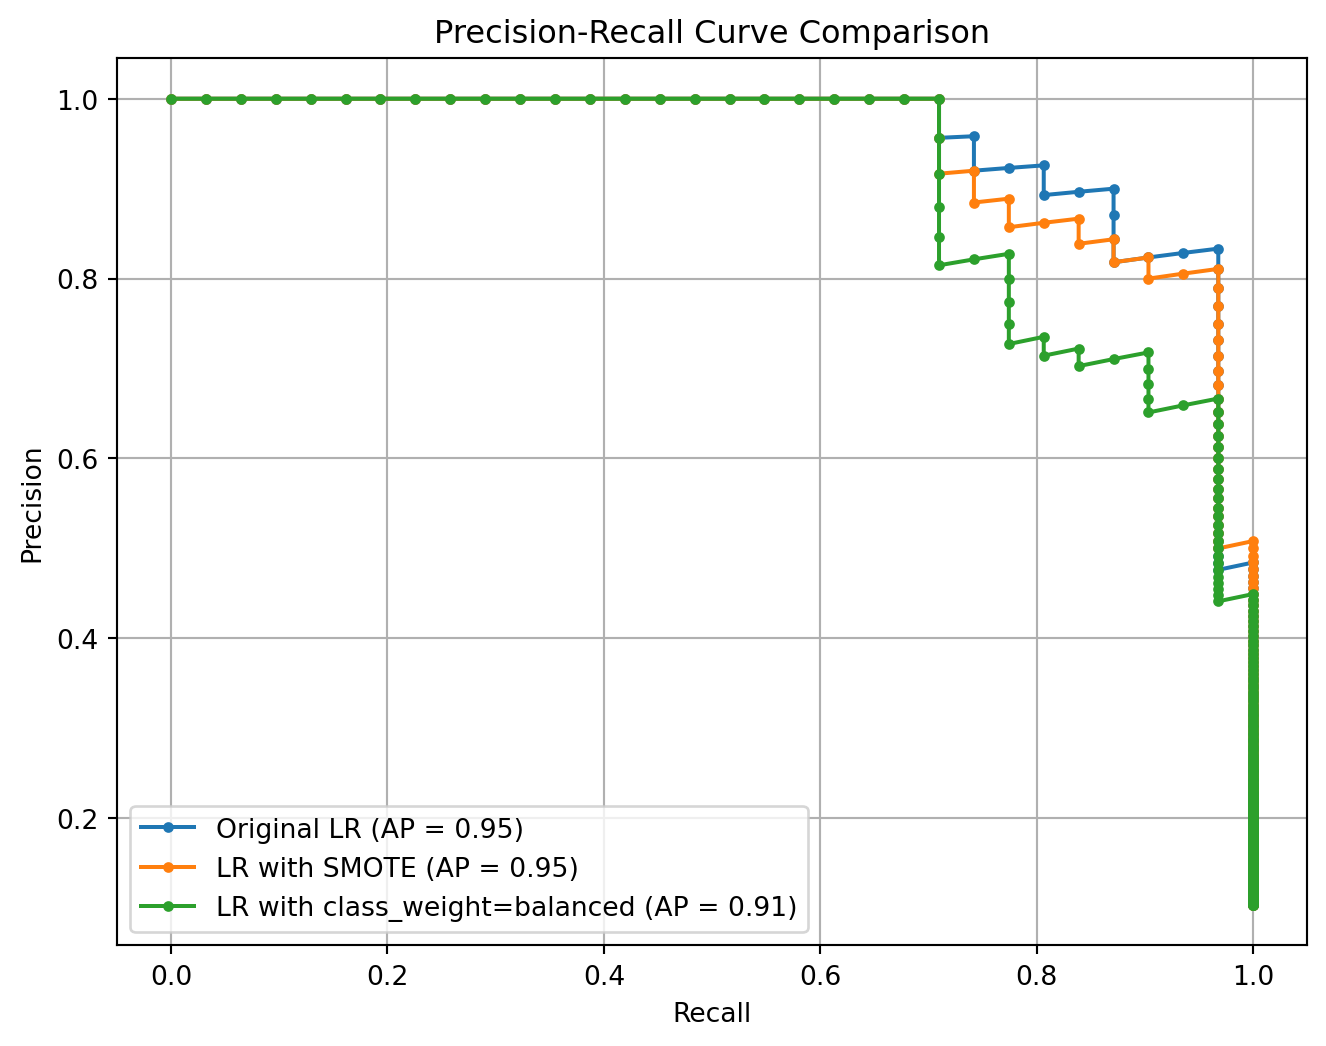 Precision-Recall Curve Comparison
1.0
0.8
0.6
0.4
0.2
Precision
Original LR (AP = 0.95)
LR with SMOTE (AP = 0.95)
LR with class_weight=balanced (AP = 0.91)
0.0 0.2 0.4 0.6 0.8 1.0
Recall